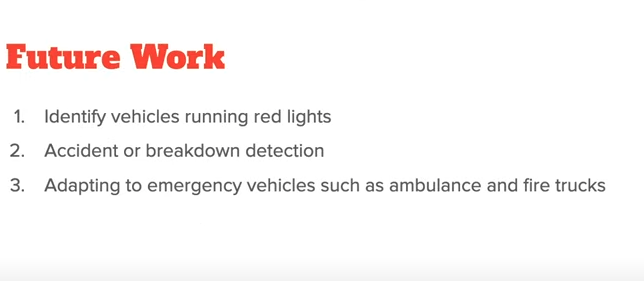 Future Work
1. Identify vehicles running red lights
2. Accident or breakdown detection
3. Adapting to emergency vehicles such as ambulance and fire trucks